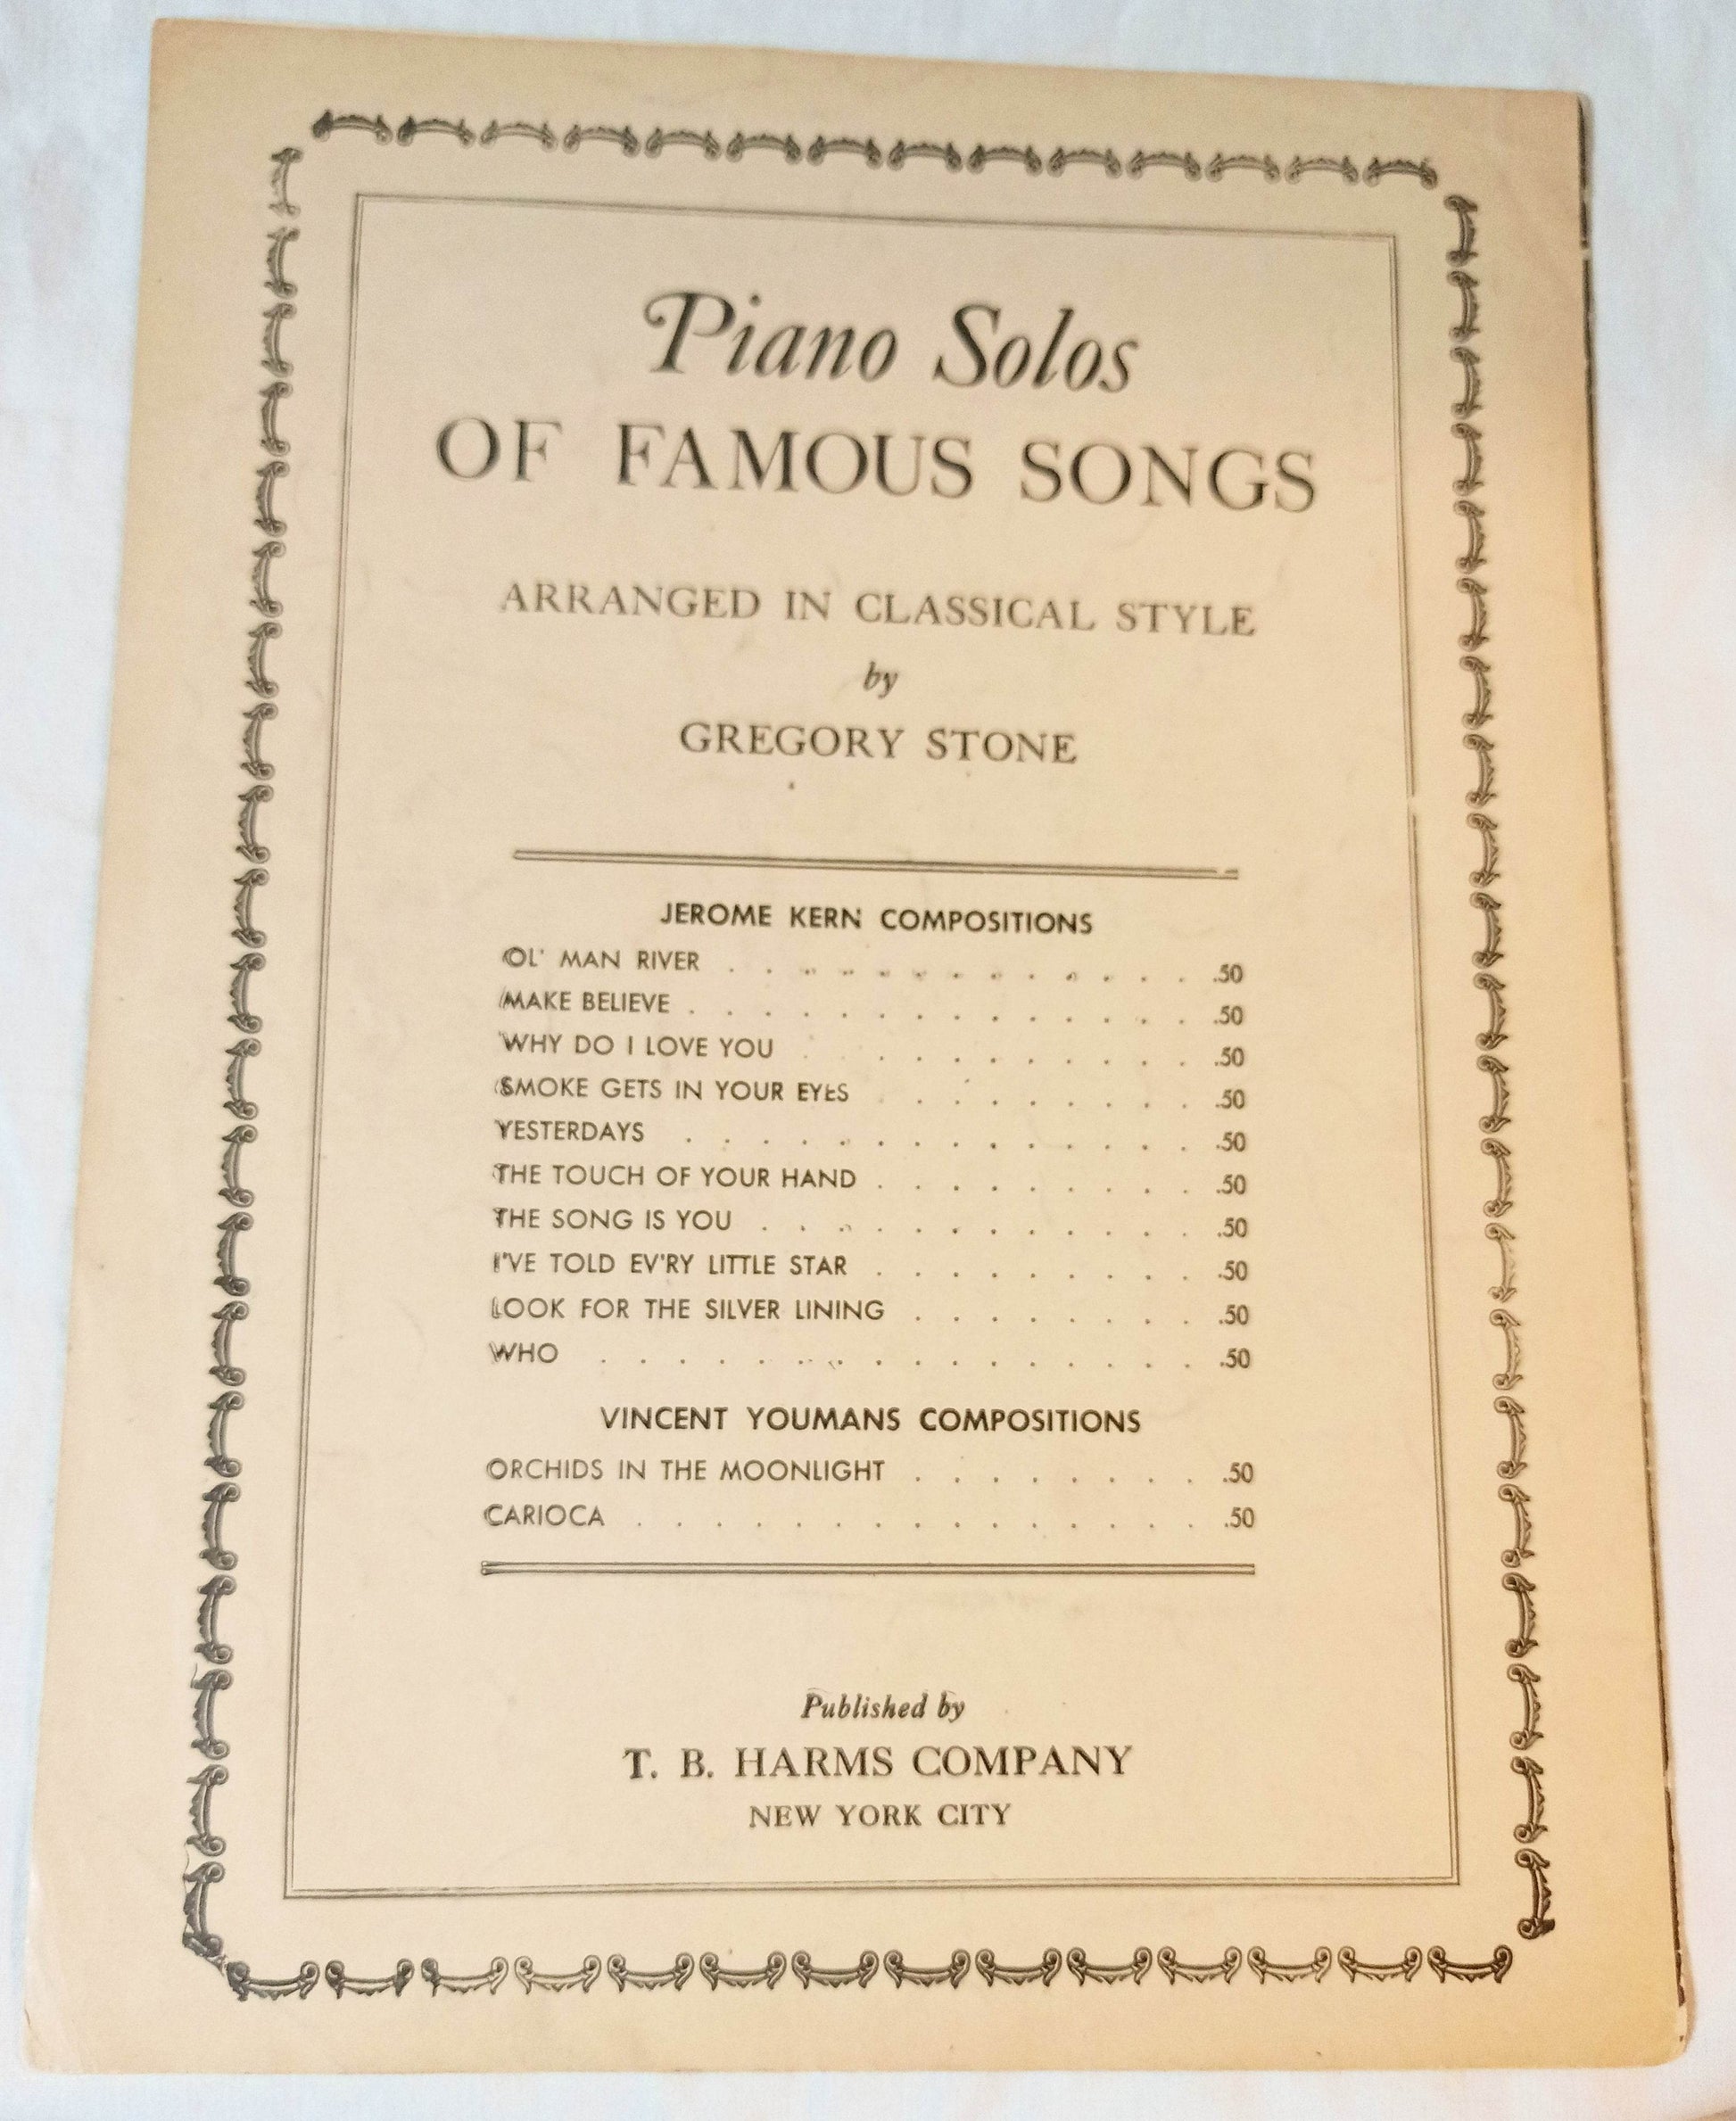 Piano Solos
OF FAMOUS SONGS
ARRANGED IN CLASSICAL STYLE
by
GREGORY STONE
JEROME KERN COMPOSITIONS
OL' MAN RIVER . . . . . . . . . . . . . .50
MAKE BELIEVE . . . . . . . . . . . . . . .50
WHY DO I LOVE YOU . . . . . . . . . . .50
SMOKE GETS IN YOUR EYES . . . . . . . . .50
YESTERDAYS . . . . . . . . . . . . . . .50
THE TOUCH OF YOUR HAND . . . . . . . . . .50
THE SONG IS YOU . . . . . . . . . . . . .50
I'VE TOLD EV'RY LITTLE STAR . . . . . . . . . .50
LOOK FOR THE SILVER LINING . . . . . . . . .50
WHO . . . . . . . . . . . . . . . . .50
VINCENT YOUMANS COMPOSITIONS
ORCHIDS IN THE MOONLIGHT . . . . . . . . .50
CARIOCA . . . . . . . . . . . . . . . .50
Published by
T. B. HARMS COMPANY
NEW YORK CITY